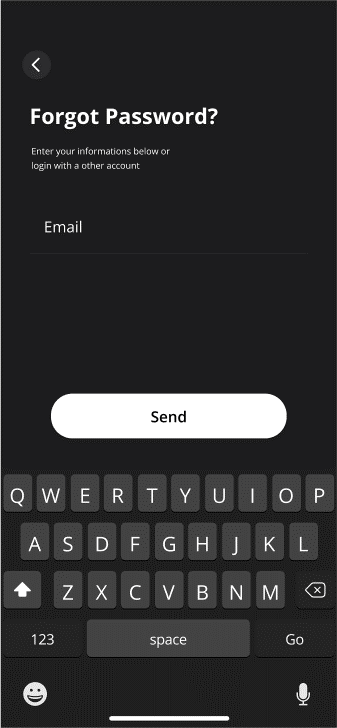 Forgot Password?
Enter your informations below or
login with a other account
Email
Send
Q W E R T Y U I O P
A S D F G H J K L
Z X C V B N M
123 space Go